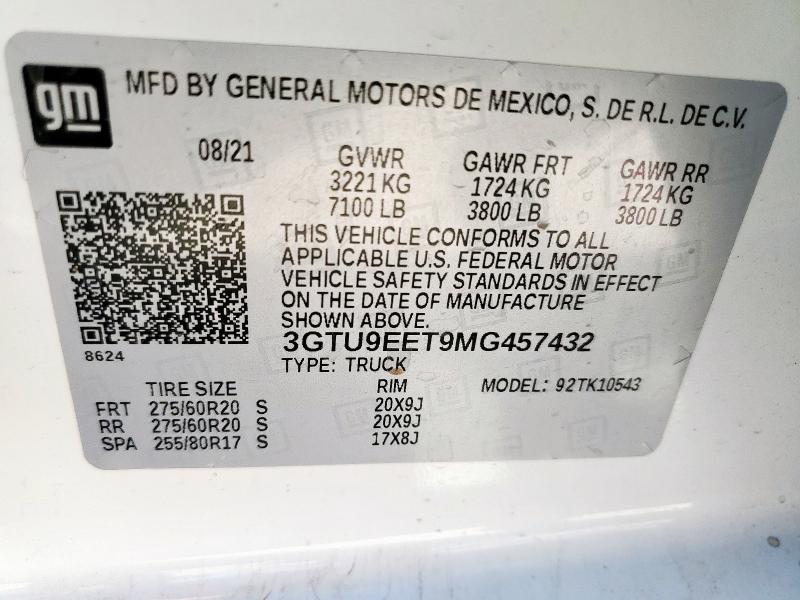 gm
MFD BY GENERAL MOTORS DE MEXICO, S. DE R.L. DE C.V.
08/21 GVWR GAWR FRT GAWR RR
3221 KG 1724 KG 1724 KG
7100 LB 3800 LB 3800 LB
THIS VEHICLE CONFORMS TO ALL
APPLICABLE U.S. FEDERAL MOTOR
VEHICLE SAFETY STANDARDS IN EFFECT
ON THE DATE OF MANUFACTURE
SHOWN ABOVE.
8624
3GTU9EET9MG457432
TYPE: TRUCK
TIRE SIZE RIM MODEL: 92TK10543
FRT 275/60R20 S 20X9J
RR 275/60R20 S 20X9J
SPA 255/80R17 S 17X8J